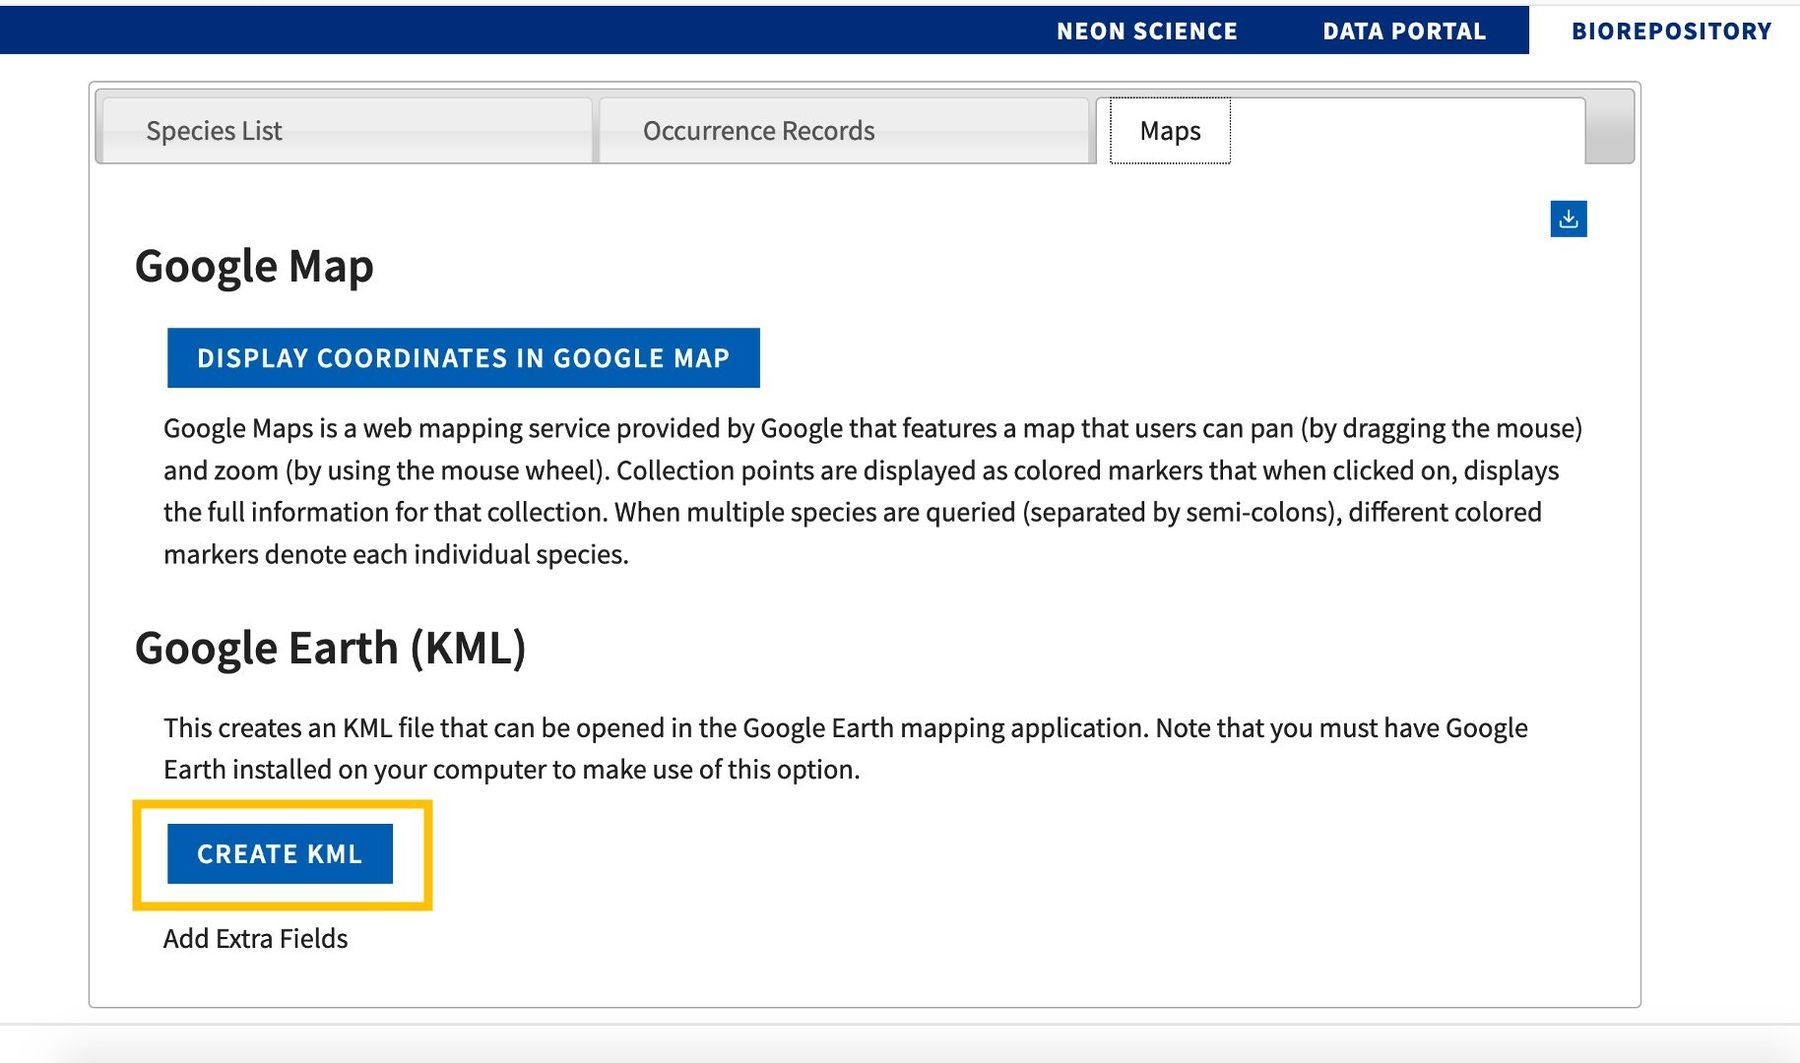 NEON SCIENCE DATA PORTAL BIOREPOSITORY
Species List Occurrence Records Maps
Google Map
DISPLAY COORDINATES IN GOOGLE MAP
Google Maps is a web mapping service provided by Google that features a map that users can pan (by dragging the mouse)
and zoom (by using the mouse wheel). Collection points are displayed as colored markers that when clicked on, displays
the full information for that collection. When multiple species are queried (separated by semi-colons), different colored
markers denote each individual species.
Google Earth (KML)
This creates an KML file that can be opened in the Google Earth mapping application. Note that you must have Google
Earth installed on your computer to make use of this option.
CREATE KML
Add Extra Fields